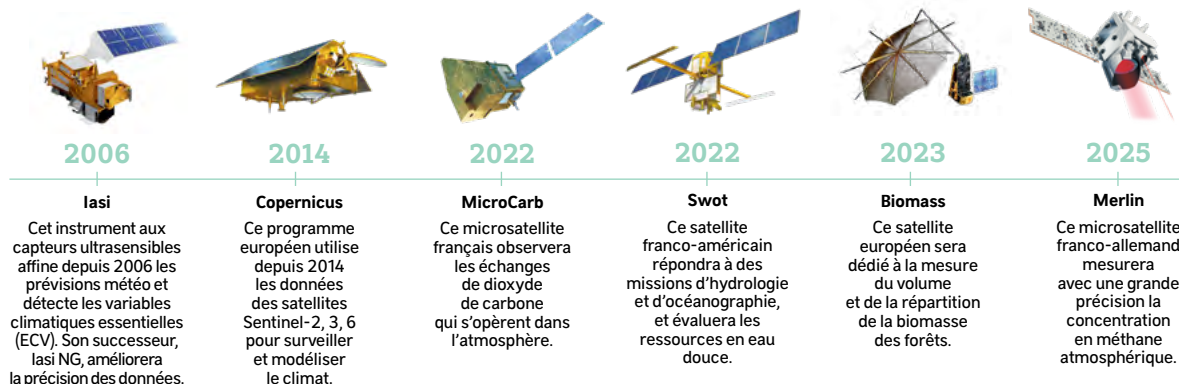 2006
Iasi
Cet instrument aux
capteurs ultrasensibles
affine depuis 2006 les
prévisions météo et
détecte les variables
climatiques essentielles
(ECV). Son successeur,
Iasi NG, améliorera
la précision des données.
2014
Copernicus
Ce programme
européen utilise
depuis 2014
les données
des satellites
Sentinel-2, 3, 6
pour surveiller
et modéliser
le climat.
2022
MicroCarb
Ce microsatellite
français observera
les échanges
de dioxyde
de carbone
qui s'opèrent dans
l'atmosphère.
2022
Swot
Ce satellite
franco-américain
répondra à des
missions d'hydrologie
et d'océanographie,
et évaluera les
ressources en eau
douce.
2023
Biomass
Ce satellite
européen sera
dédié à la mesure
du volume
et de la répartition
de la biomasse
des forêts.
2025
Merlin
Ce microsatellite
franco-allemand
mesurera
avec une grande
précision la
concentration
en méthane
atmosphérique.